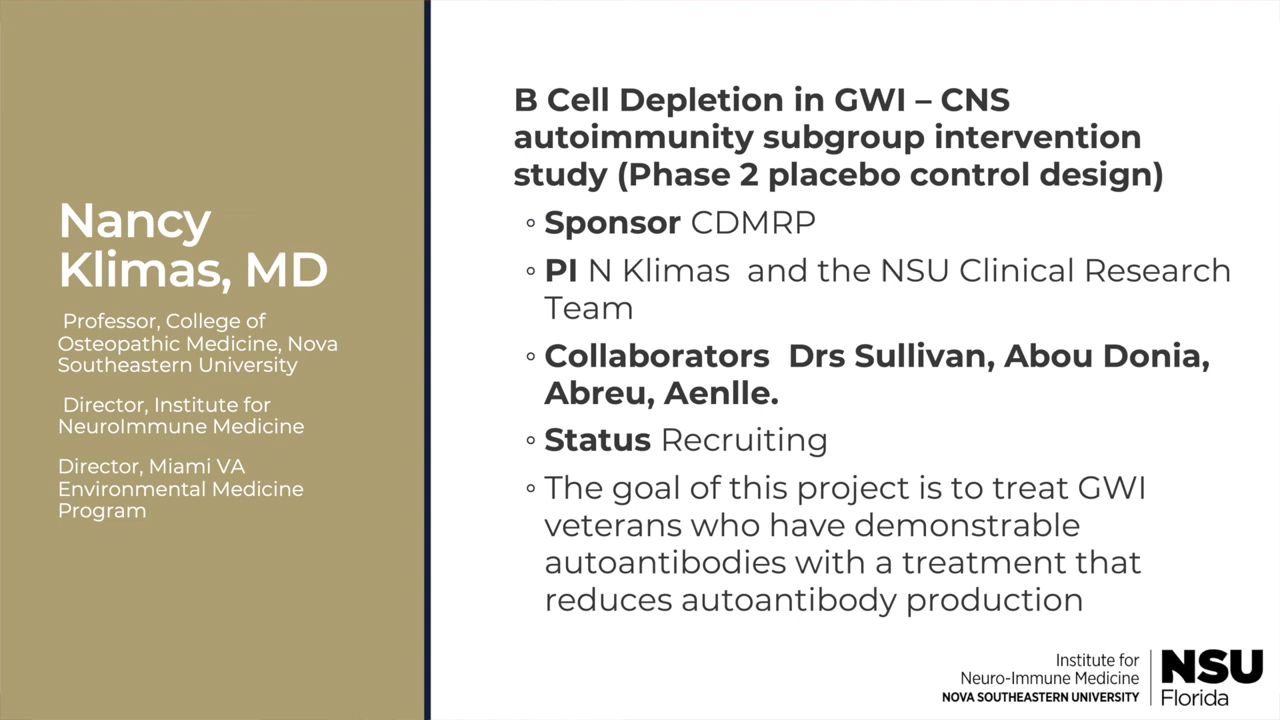 Nancy
Klimas, MD
Professor, College of
Osteopathic Medicine, Nova
Southeastern University
Director, Institute for
NeuroImmune Medicine
Director, Miami VA
Environmental Medicine
Program
B Cell Depletion in GWI – CNS
autoimmunity subgroup intervention
study (Phase 2 placebo control design)
◦ Sponsor CDMRP
◦ PI N Klimas and the NSU Clinical Research
Team
◦ Collaborators Drs Sullivan, Abou Donia,
Abreu, Aenlle.
◦ Status Recruiting
◦ The goal of this project is to treat GWI
veterans who have demonstrable
autoantibodies with a treatment that
reduces autoantibody production
Institute for
Neuro-Immune Medicine
NOVA SOUTHEASTERN UNIVERSITY
NSU
Florida